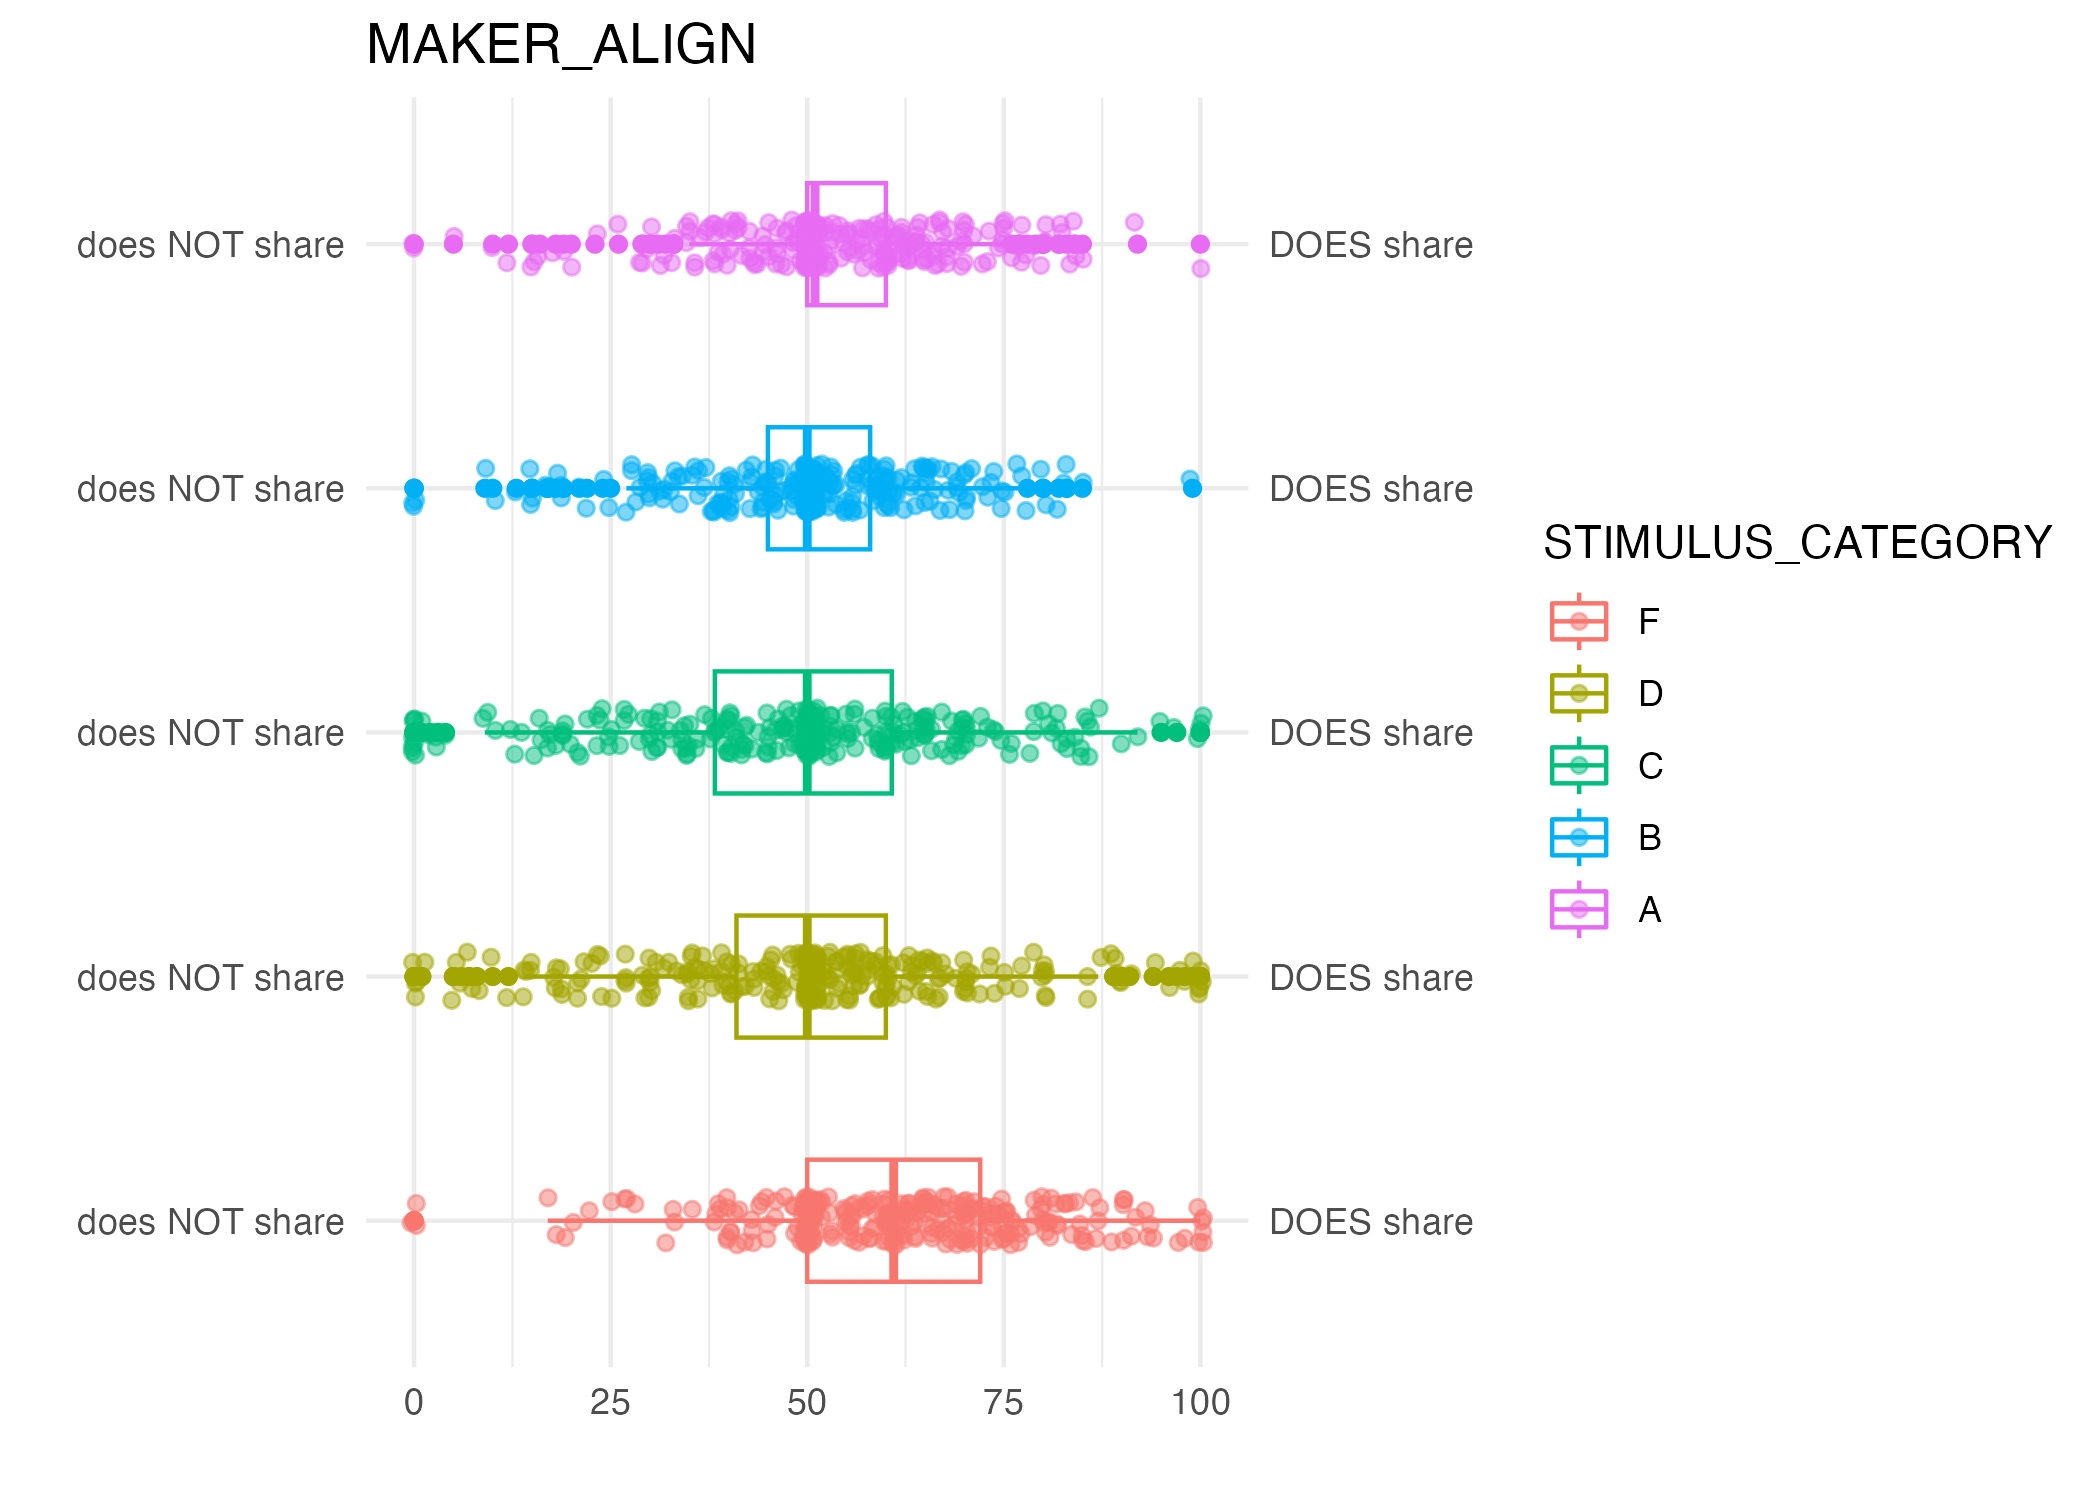 MAKER_ALIGN
does NOT share
DOES share
does NOT share
DOES share
does NOT share
DOES share
does NOT share
DOES share
does NOT share
DOES share
0 25 50 75 100
STIMULUS_CATEGORY
F
D
C
B
A